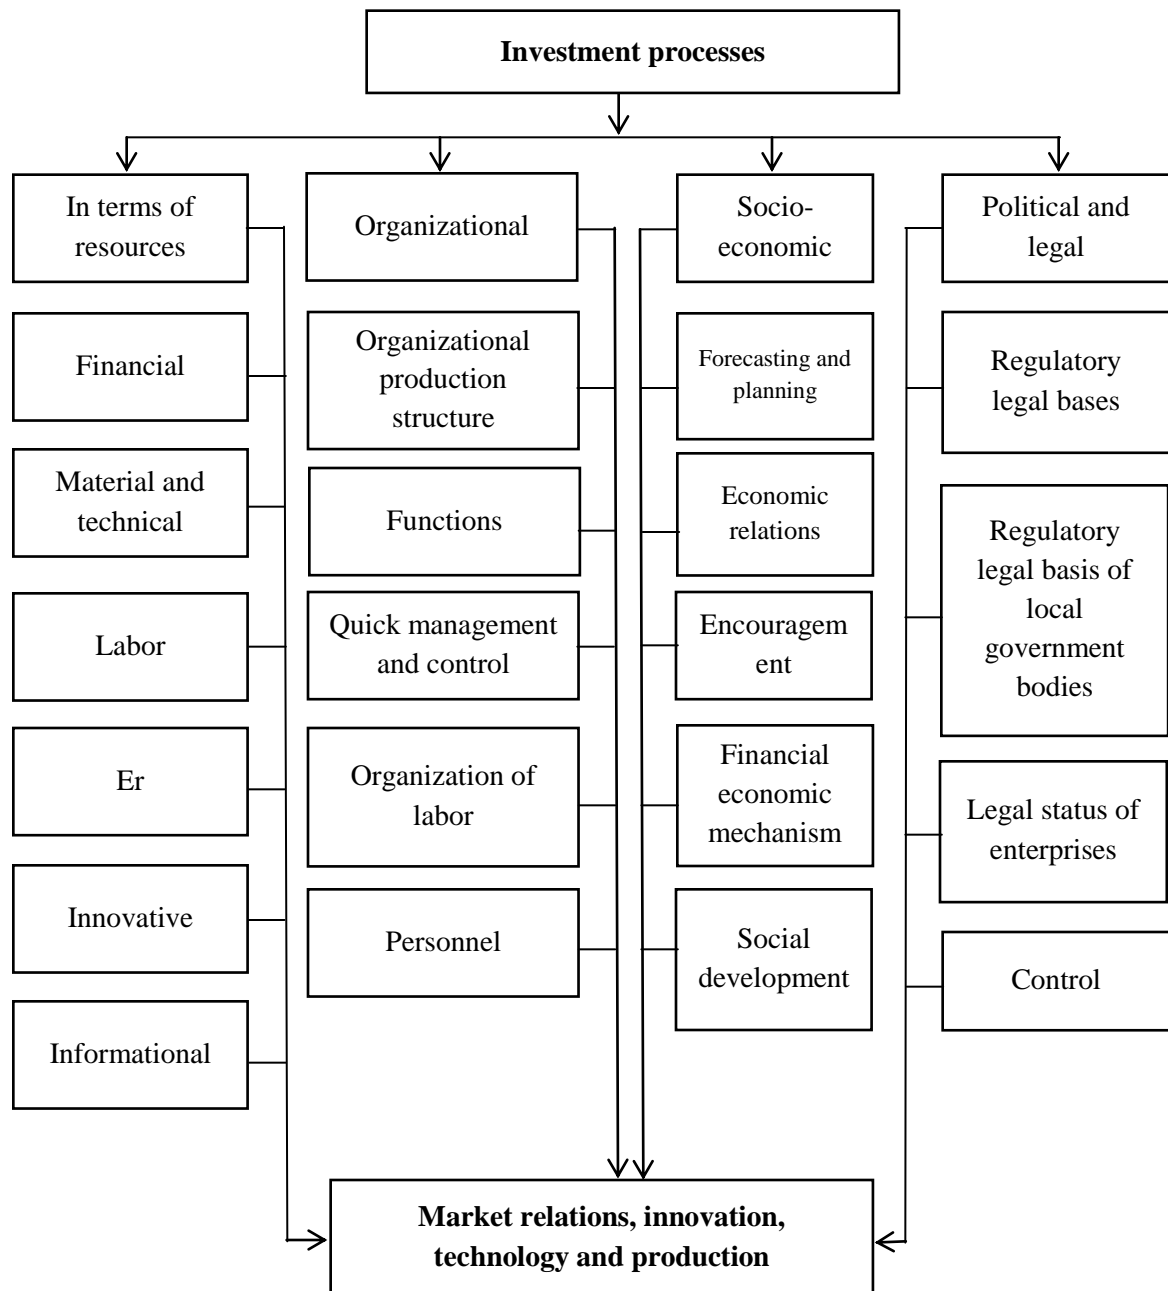 Investment processes
In terms of
resources
Organizational
Socio-
economic
Political and
legal
Financial
Organizational
production
structure
Forecasting and
planning
Regulatory
legal bases
Material and
technical
Functions
Economic
relations
Regulatory
legal basis of
local
government
bodies
Labor
Quick management
and control
Encouragem
ent
Er
Organization of
labor
Financial
economic
mechanism
Legal status of
enterprises
Innovative
Personnel
Social
development
Control
Informational
Market relations, innovation,
technology and production